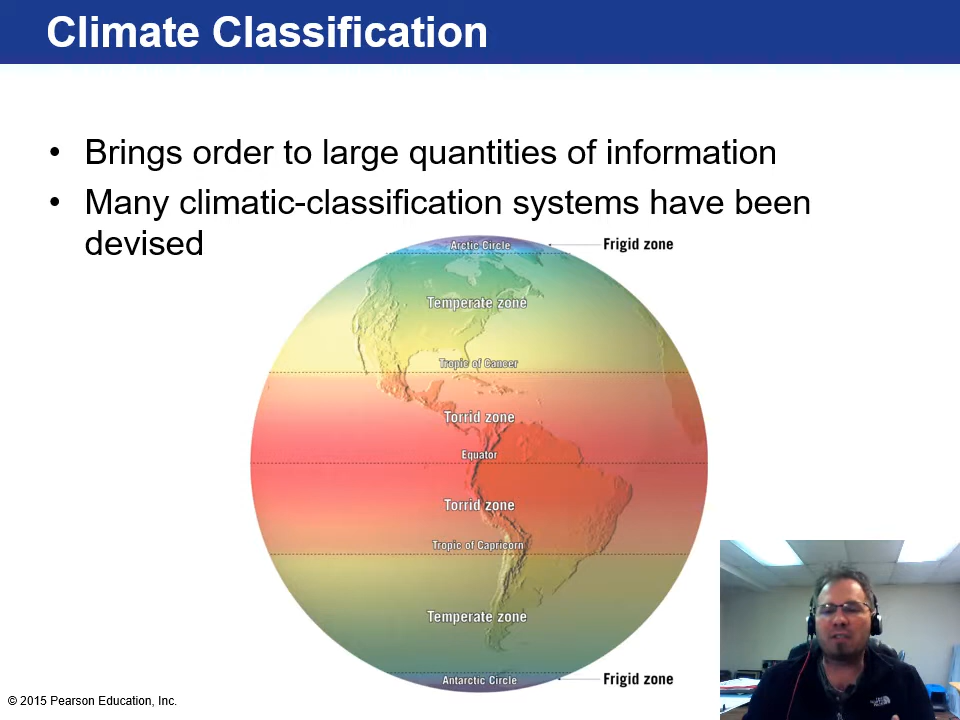 Climate Classification
• Brings order to large quantities of information
• Many climatic-classification systems have been
devised
Arctic Circle
Frigid zone
Temperate zone
Tropic of Cancer
Torrid zone
Equator
Torrid zone
Tropic of Capricorn
Temperate zone
Antarctic Circle
Frigid zone
© 2015 Pearson Education, Inc.